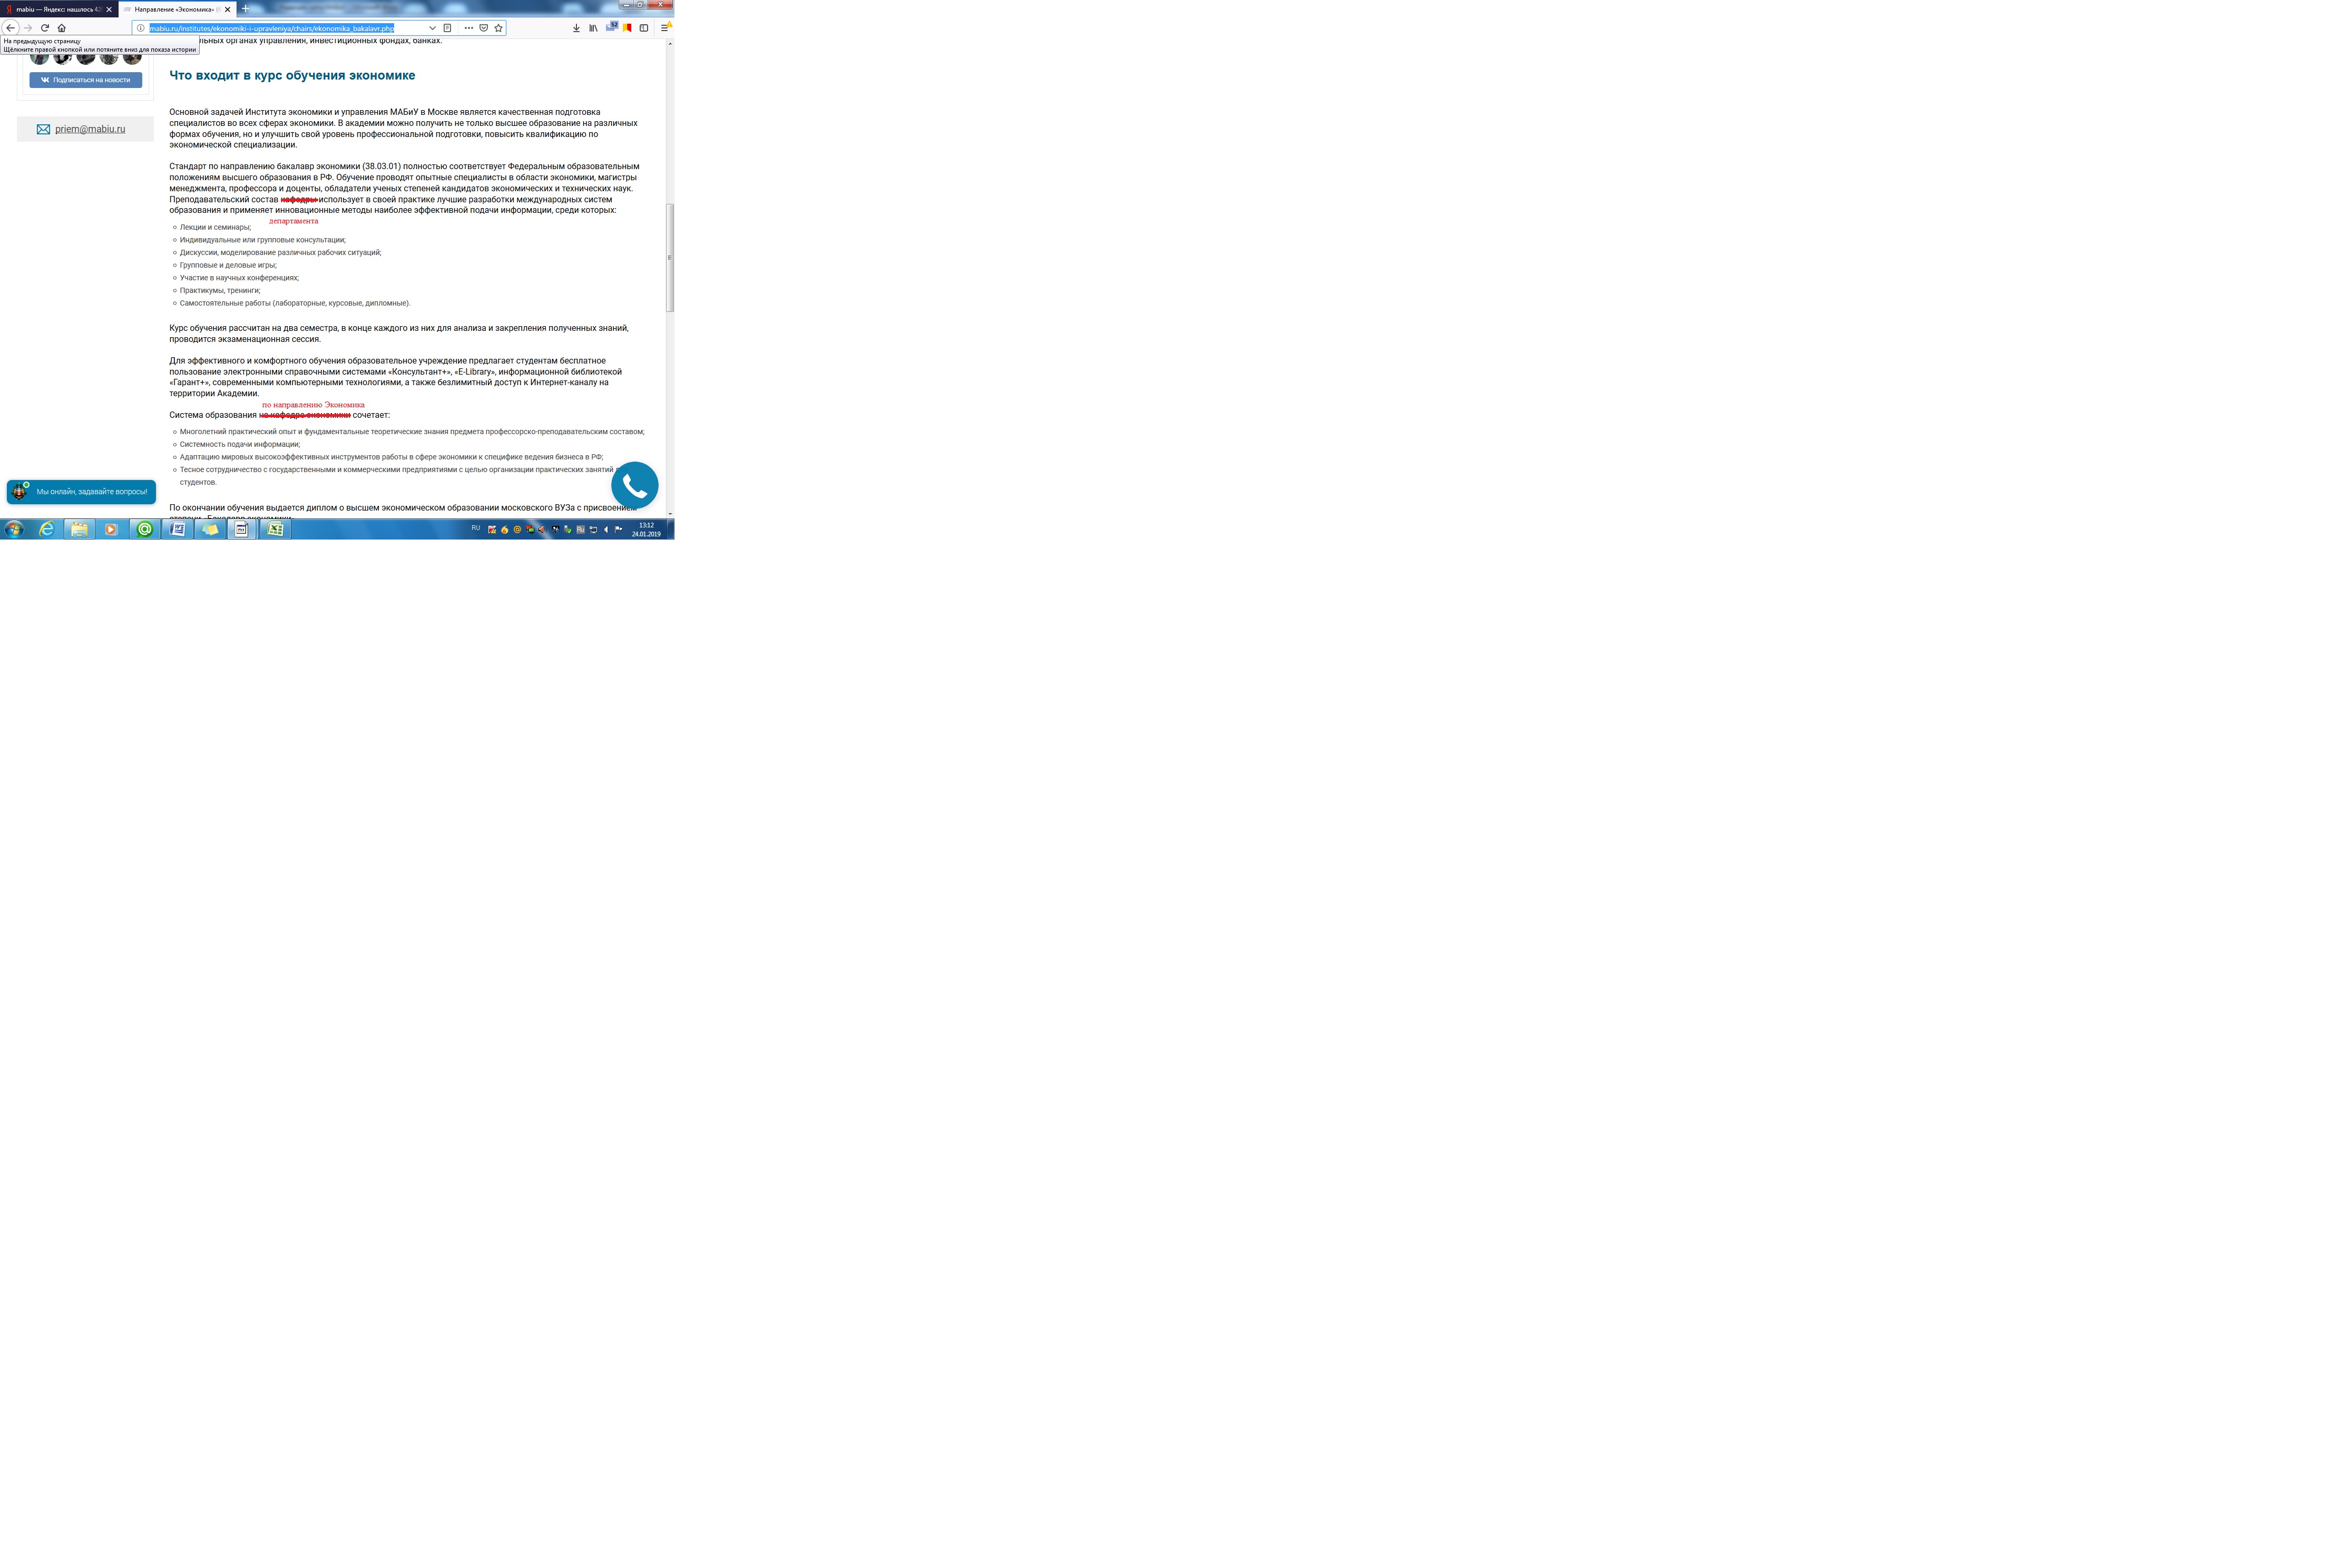 mabiu — Яндекс: нашлось
Направление «Экономика»
mabiu.ru/institutes/ekonomiki-i-upravleniya/chairs/ekonomika_bakalavr.php
52
На предыдущую страницу
Щёлкните правой кнопкой или потяните вниз для показа истории
органах управления, инвестиционных фондах, банках.
Подписаться на новости
priem@mabiu.ru
Что входит в курс обучения экономике
Основной задачей Института экономики и управления МАБиУ в Москве является качественная подготовка
специалистов во всех сферах экономики. В академии можно получить не только высшее образование на различных
формах обучения, но и улучшить свой уровень профессиональной подготовки, повысить квалификацию по
экономической специализации.
Стандарт по направлению бакалавр экономики (38.03.01) полностью соответствует Федеральным образовательным
положениям высшего образования в РФ. Обучение проводят опытные специалисты в области экономики, магистры
менеджмента, профессора и доценты, обладатели ученых степеней кандидатов экономических и технических наук.
Преподавательский состав кафедры использует в своей практике лучшие разработки международных систем
образования и применяет инновационные методы наиболее эффективной подачи информации, среди которых:
департамента
Лекции и семинары;
Индивидуальные или групповые консультации;
Дискуссии, моделирование различных рабочих ситуаций;
Групповые и деловые игры;
Участие в научных конференциях;
Практикумы, тренинги;
Самостоятельные работы (лабораторные, курсовые, дипломные).
Курс обучения рассчитан на два семестра, в конце каждого из них для анализа и закрепления полученных знаний,
проводится экзаменационная сессия.
Для эффективного и комфортного обучения образовательное учреждение предлагает студентам бесплатное
пользование электронными справочными системами «Консультант+», «E-Library», информационной библиотекой
«Гарант+», современными компьютерными технологиями, а также безлимитный доступ к Интернет-каналу на
территории Академии.
по направлению Экономика
Система образования на кафедре экономики сочетает:
Многолетний практический опыт и фундаментальные теоретические знания предмета профессорско-преподавательским составом;
Системность подачи информации;
Адаптацию мировых высокоэффективных инструментов работы в сфере экономики к специфике ведения бизнеса в РФ;
Тесное сотрудничество с государственными и коммерческими предприятиями с целью организации практических занятий
студентов.
По окончании обучения выдается диплом о высшем экономическом образовании московского ВУЗа с присвоением
Мы онлайн, задавайте вопросы!
RU
13:12
24.01.2019